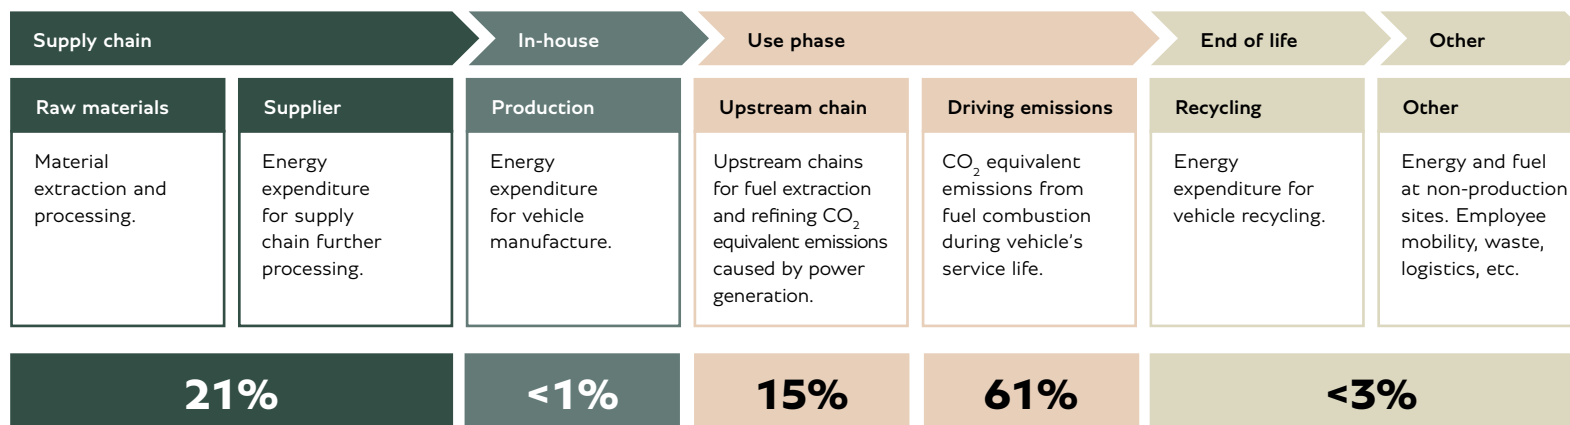 Supply chain
In-house
Use phase
End of life
Other
Raw materials
Material
extraction and
processing.
Supplier
Energy
expenditure
for supply
chain further
processing.
Production
Energy
expenditure
for vehicle
manufacture.
Upstream chain
Upstream chains
for fuel extraction
and refining CO₂
equivalent emissions
caused by power
generation.
Driving emissions
CO₂ equivalent
emissions from
fuel combustion
during vehicle’s
service life.
Recycling
Energy
expenditure for
vehicle recycling.
Other
Energy and fuel
at non-production
sites. Employee
mobility, waste,
logistics, etc.
21%
<1%
15%
61%
<3%